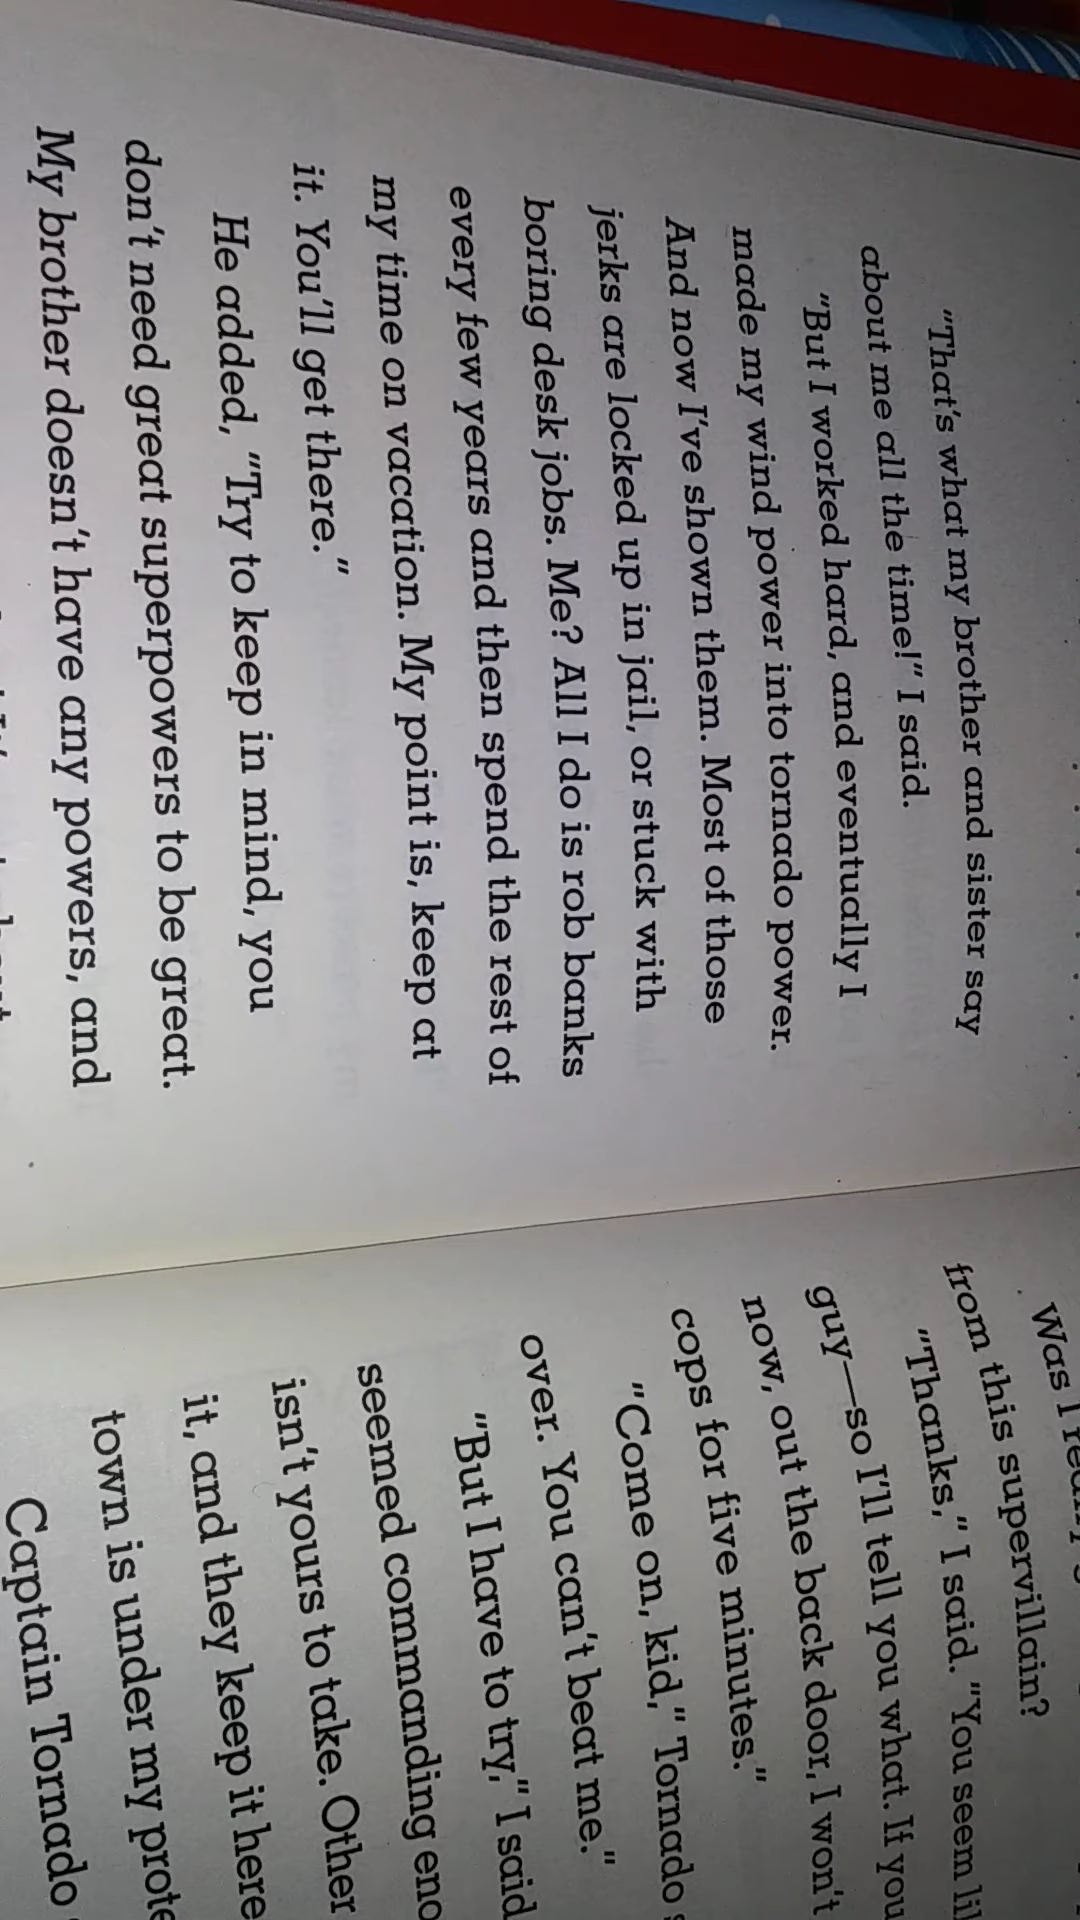 "That's what my brother and sister say
about me all the time!" I said.
"But I worked hard, and eventually I
made my wind power into tornado power.
And now I've shown them. Most of those
jerks are locked up in jail, or stuck with
boring desk jobs. Me? All I do is rob banks
every few years and then spend the rest of
my time on vacation. My point is, keep at
it. You'll get there."
He added, "Try to keep in mind, you
don't need great superpowers to be great.
My brother doesn't have any powers, and
Was I
from this supervillain?
"Thanks," I said. "You seem
guy—so I'll tell you what. If you
now, out the back door, I won't
cops for five minutes."
"Come on, kid," Tornado
over. You can't beat me."
"But I have to try," I said
seemed commanding
isn't yours to take. Other
it, and they keep it here
town is under my
Captain Tornado